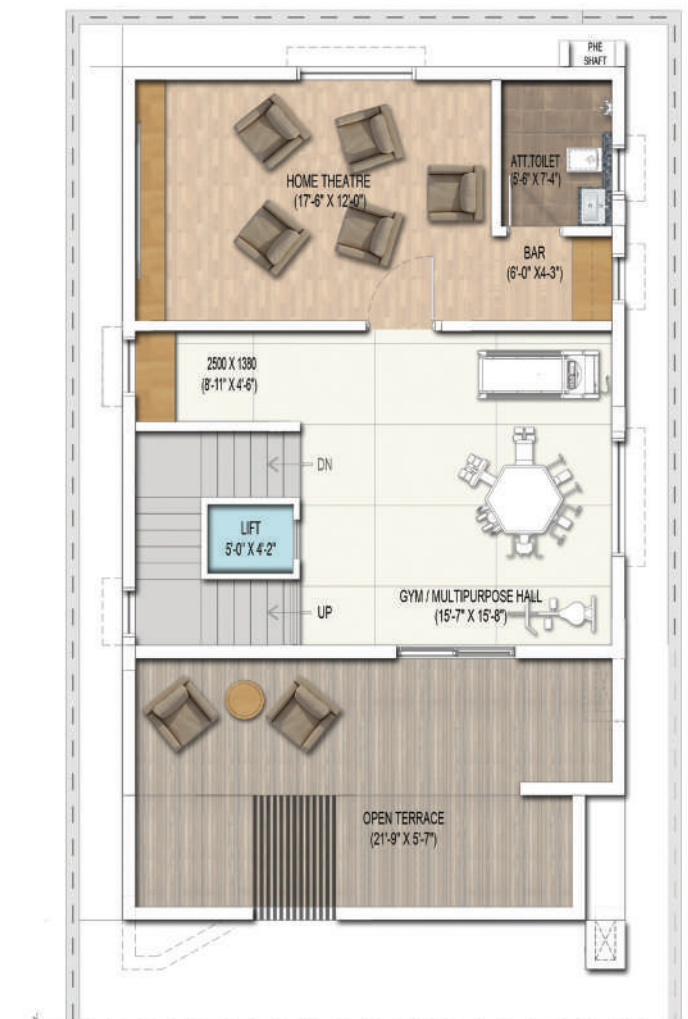 PHE
SHAFT
HOME THEATRE
(17'-6" X 12'-0")
ATT.TOILET
(5'-6" X 7'-4")
BAR
(6'-0" X4-3")
2500 X 1380
(8'-11" X 4'-6")
DN
LIFT
5'-0" X 4'-2"
UP
GYM / MULTIPURPOSE HALL
(15'-7" X 15'-8")
OPEN TERRACE
(21'-9" X 5'-7")